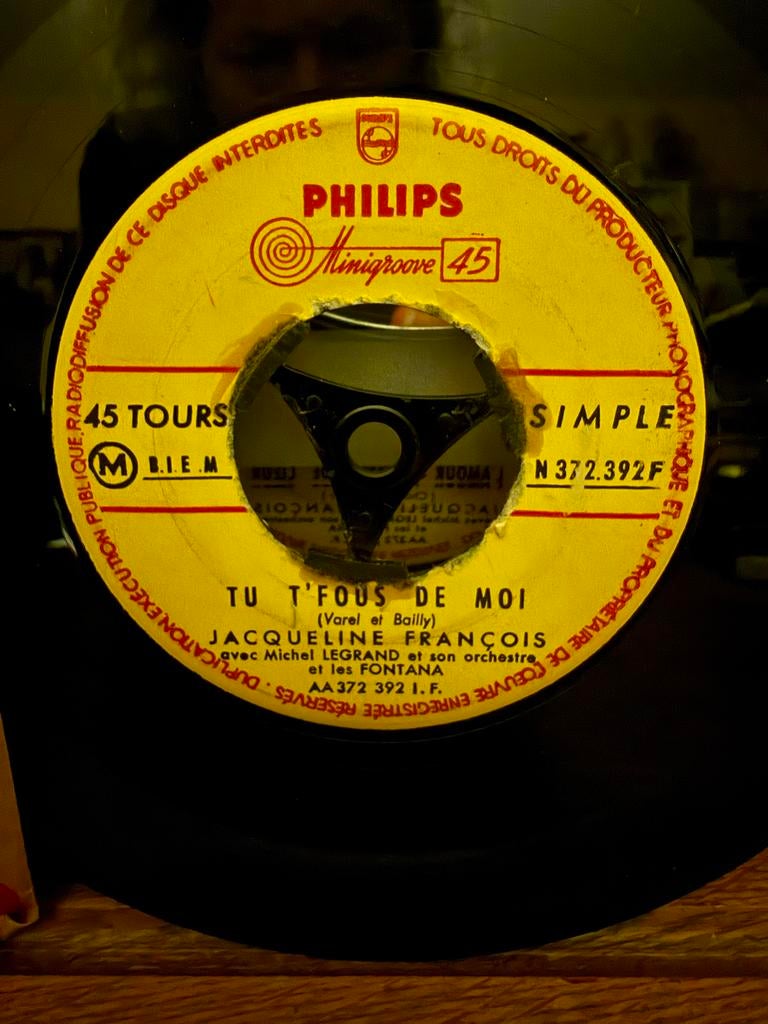 TOUS DROITS DU PRODUCTEUR PHONOGRAPHIQUE ET DU PROPRIÉTAIRE DE L'ŒUVRE ENREGISTRÉE RÉSERVÉS · DUPLICATION EXÉCUTION PUBLIQUE, RADIODIFFUSION DE CE DISQUE INTERDITES
PHILIPS
PHILIPS
Minigroove 45
45 TOURS
SIMPLE
M B.I.E.M
N 372.392 F
TU T'FOUS DE MOI
(Varel et Bailly)
JACQUELINE FRANÇOIS
avec Michel LEGRAND et son orchestre
et les FONTANA
AA 372 392 1. F.